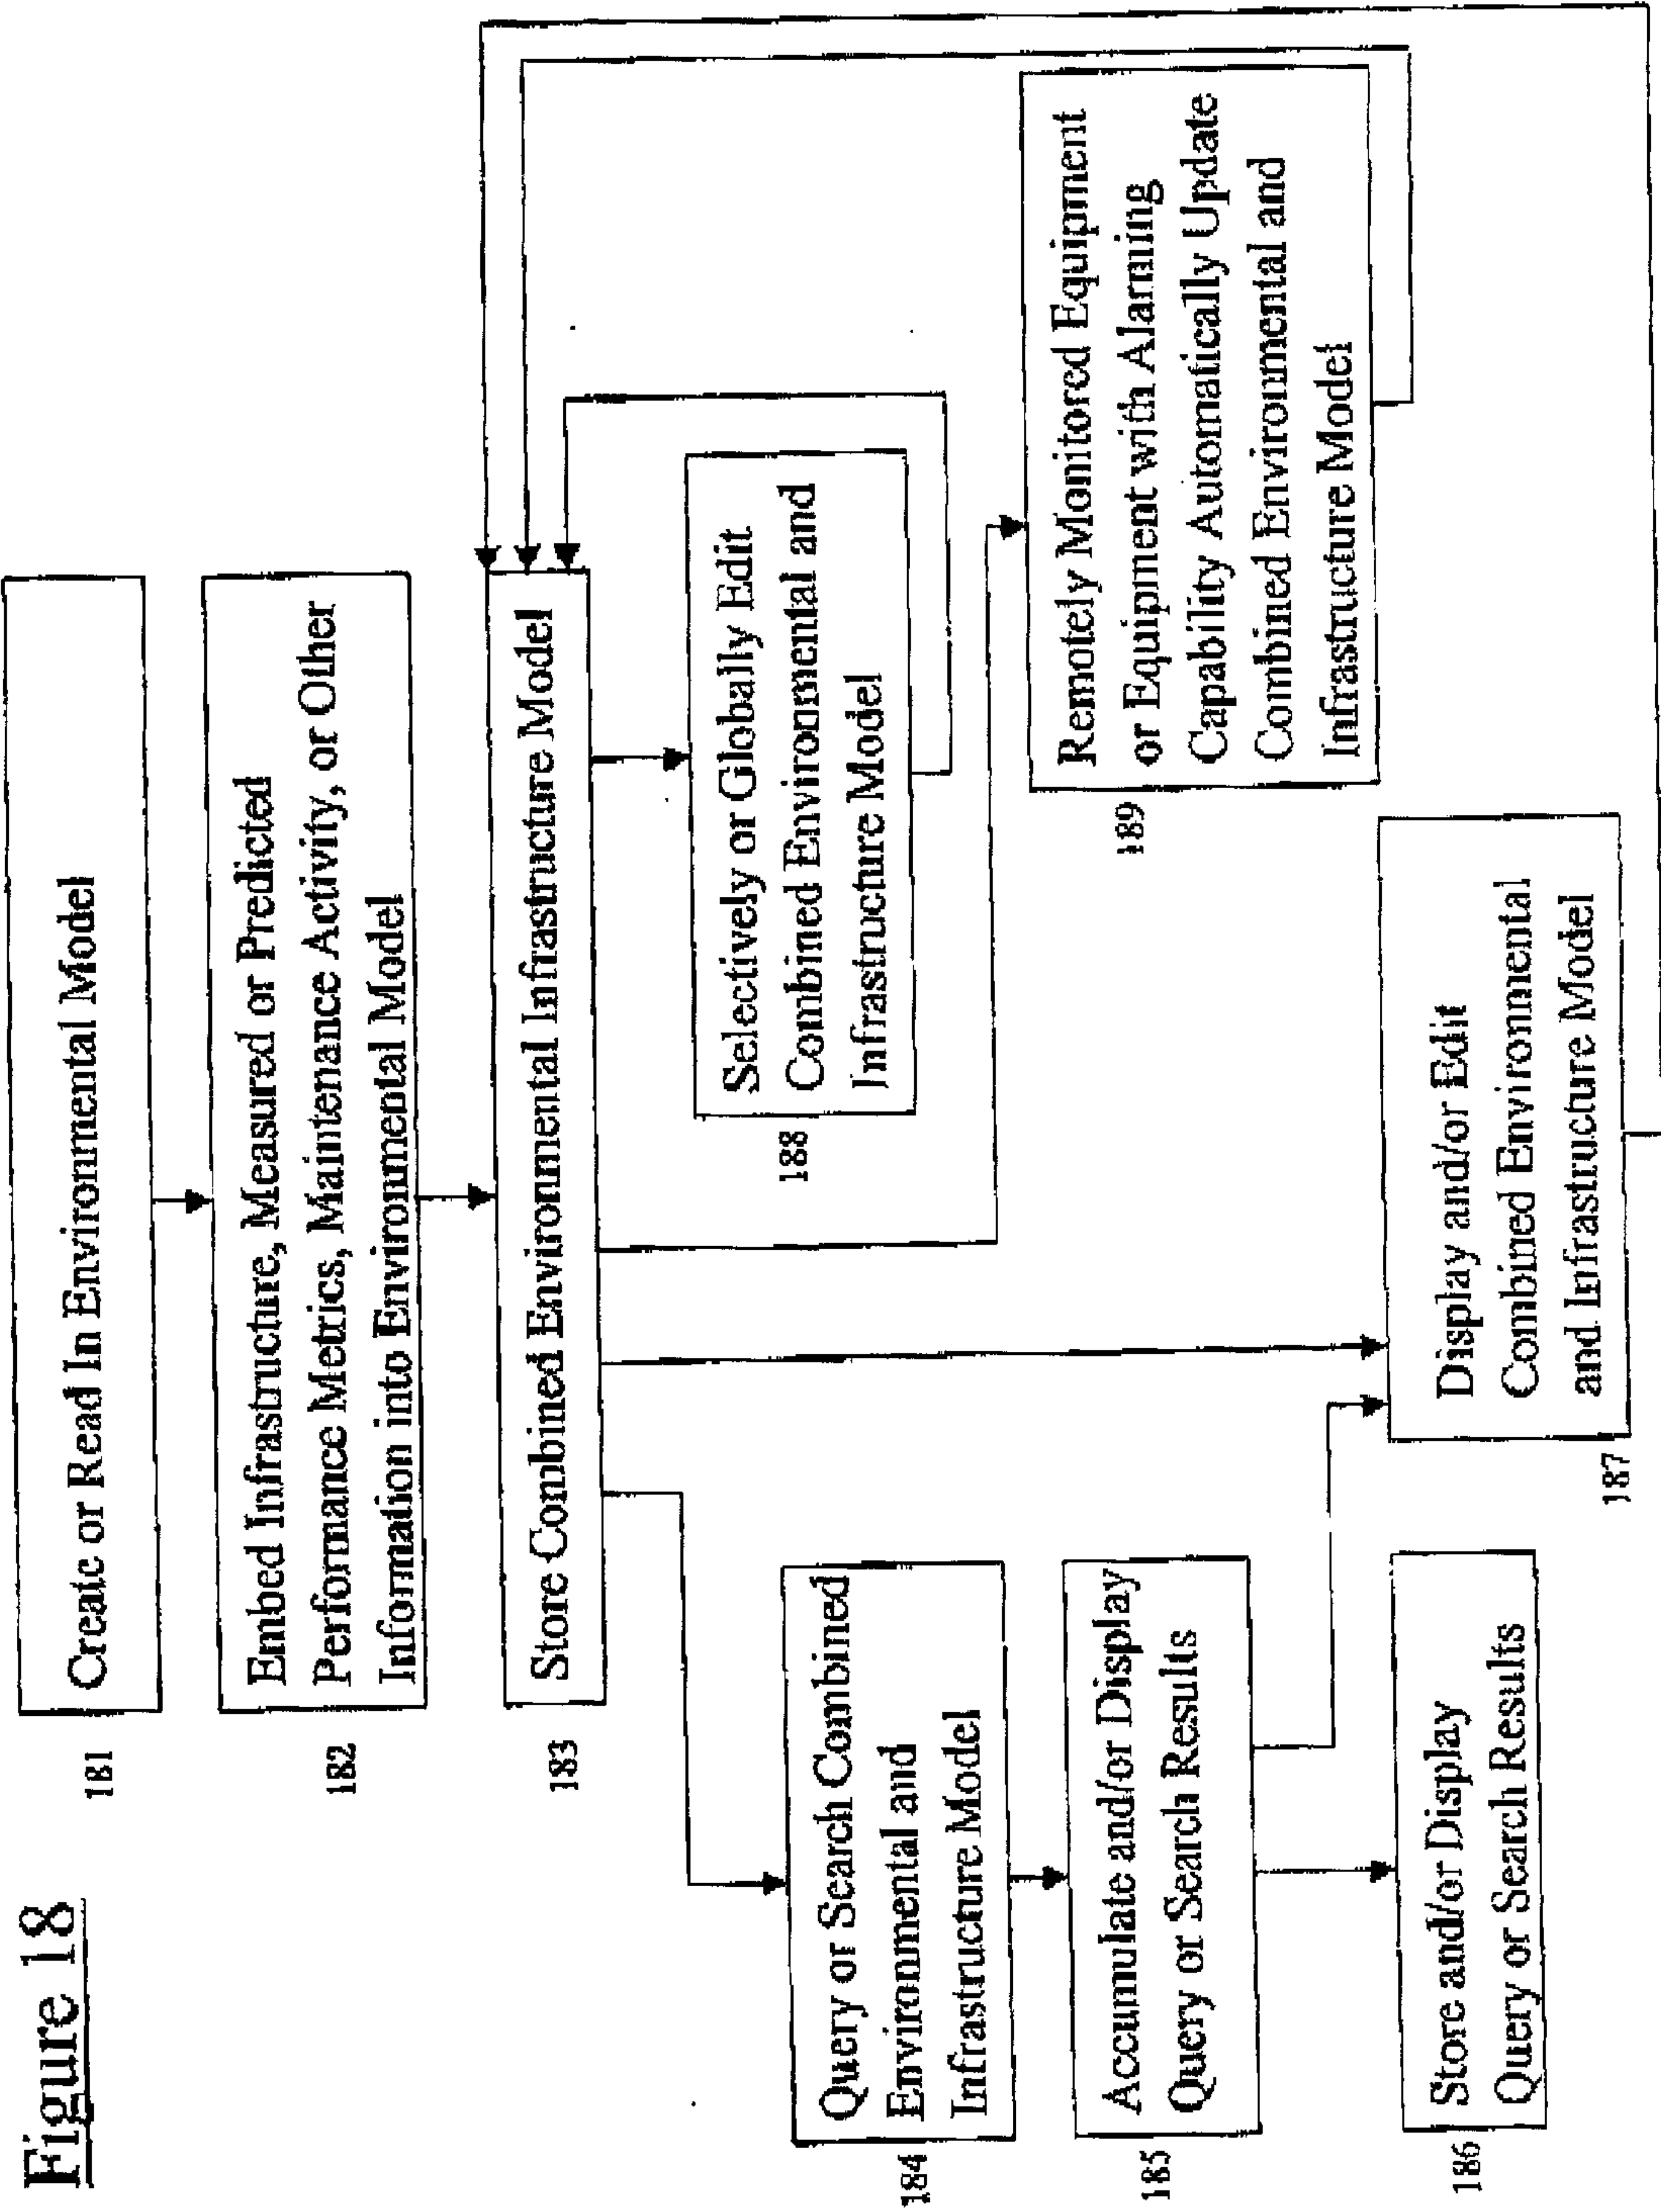 Figure 18
181
Create or Read In Environmental Model
182
Embed Infrastructure, Measured or Predicted
Performance Metrics, Maintenance Activity, or Other
Information into Environmental Model
183
Store Combined Environmental Infrastructure Model
184
Query or Search Combined
Environmental and
Infrastructure Model
188
Selectively or Globally Edit
Combined Environmental and
Infrastructure Model
185
Accumulate and/or Display
Query or Search Results
189
Remotely Monitored Equipment
or Equipment with Alarming
Capability Automatically Update
Combined Environmental and
Infrastructure Model
186
Store and/or Display
Query or Search Results
187
Display and/or Edit
Combined Environmental
and Infrastructure Model